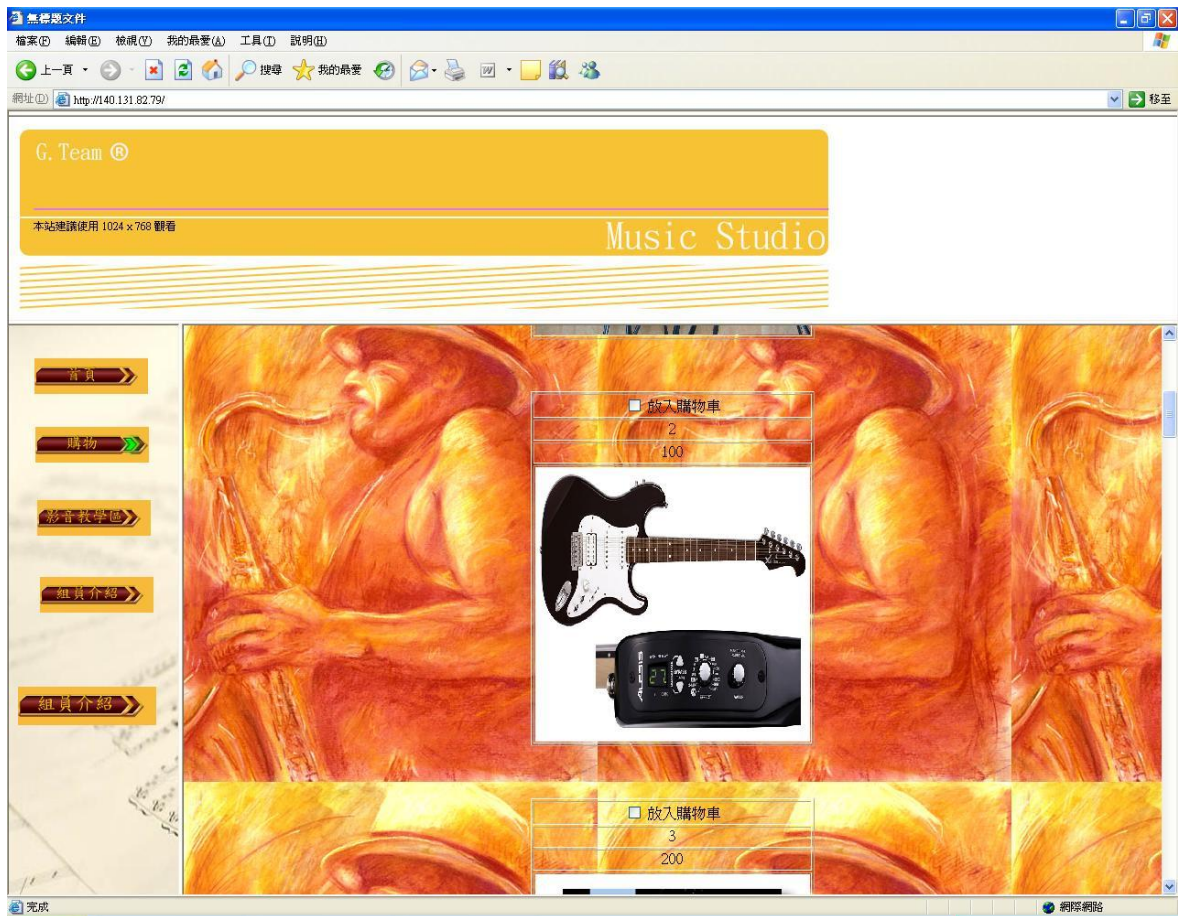 無標題文件
檔案(F) 編輯(E) 檢視(V) 我的最愛(A) 工具(T) 說明(H)
上一頁 搜尋 我的最愛
網址(D) http://140.131.82.79/ 移至
G.Team ®
本站建議使用 1024 x 768 觀看
Music Studio
首頁
購物
影音教學區
組員介紹
組員介紹
放入購物車
2
100
ALESIS
27
放入購物車
3
200
完成 網際網路